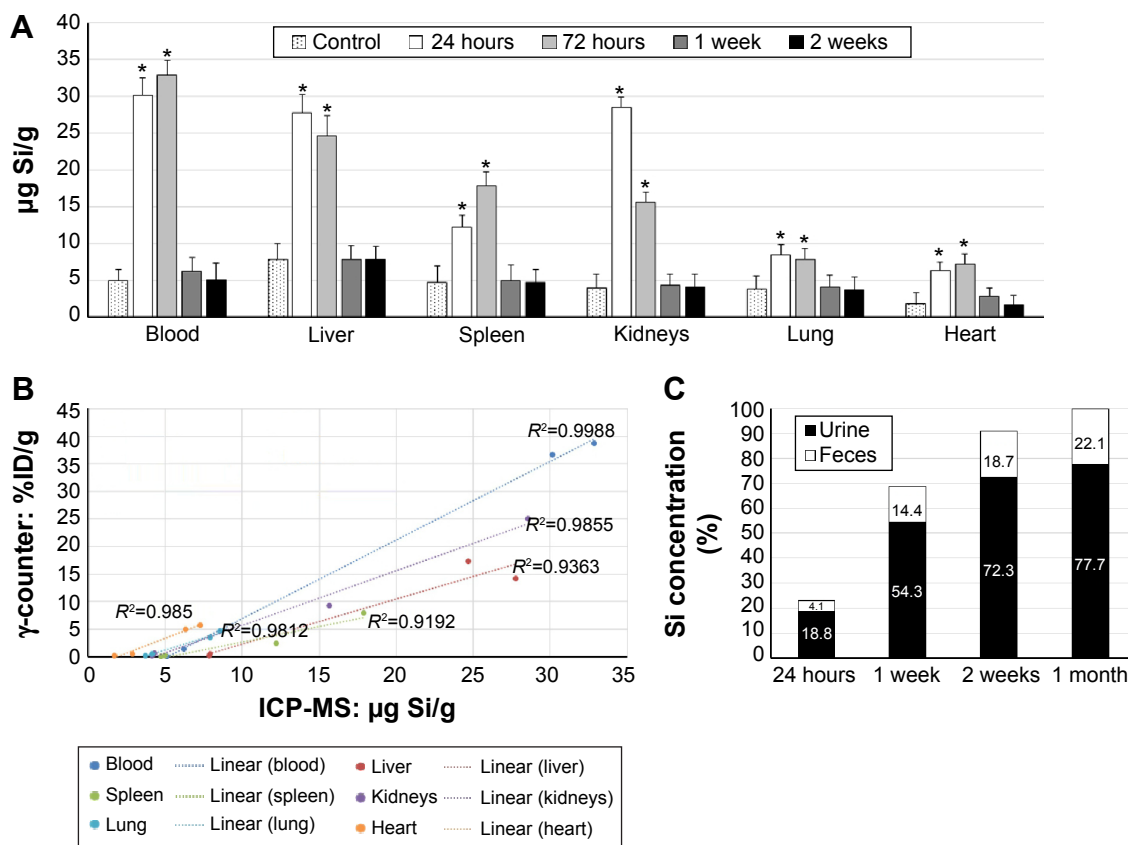 A
40
35
30
25
20
15
10
5
0
µg Si/g
Control 24 hours 72 hours 1 week 2 weeks
* * * * * * * * * * * *
Blood Liver Spleen Kidneys Lung Heart
B
45
40
35
30
25
20
15
10
5
0
γ-counter: %ID/g
R²=0.9988
R²=0.9855
R²=0.9363
R²=0.985
R²=0.9812
R²=0.9192
0 5 10 15 20 25 30 35
ICP-MS: µg Si/g
Blood Linear (blood) Liver Linear (liver)
Spleen Linear (spleen) Kidneys Linear (kidneys)
Lung Linear (lung) Heart Linear (heart)
C
100
90
80
70
60
50
40
30
20
10
0
Si concentration
(%)
Urine
Feces
4.1
18.8
14.4
54.3
18.7
72.3
22.1
77.7
24 hours 1 week 2 weeks 1 month